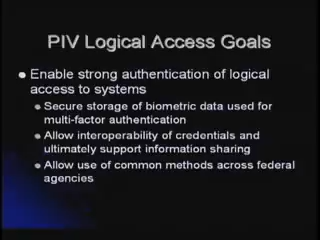 PIV Logical Access Goals
Enable strong authentication of logical
access to systems
Secure storage of biometric data used for
multi-factor authentication
Allow interoperability of credentials and
ultimately support information sharing
Allow use of common methods across federal
agencies